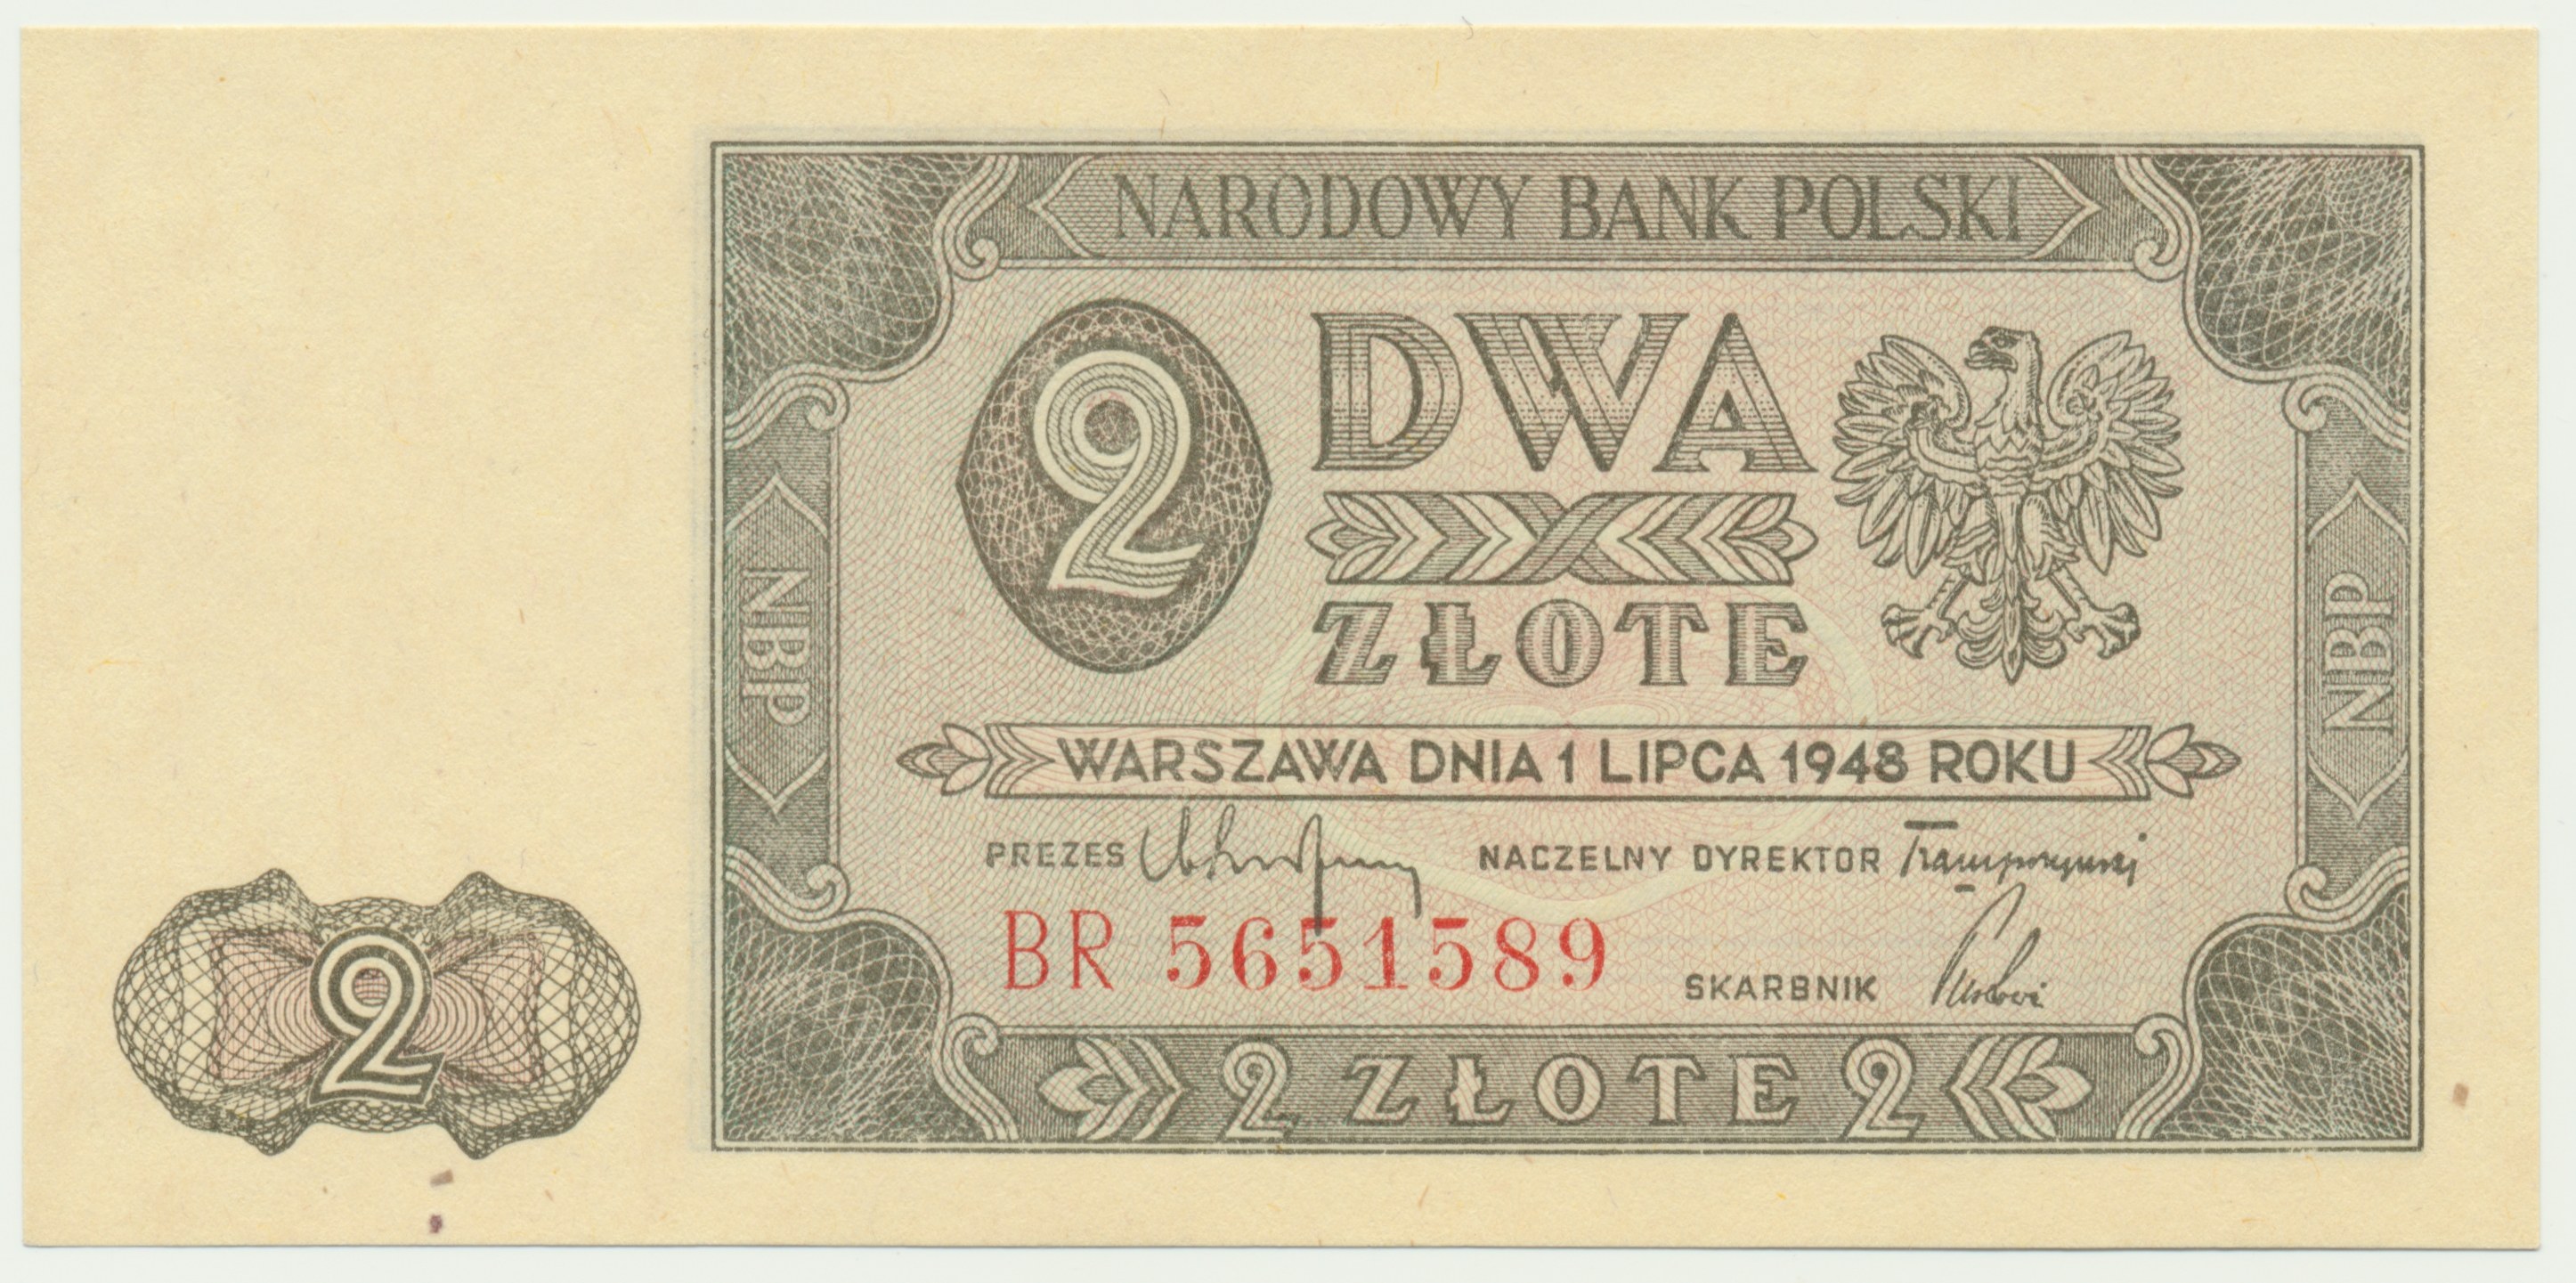 NARODOWY BANK POLSKI
2
DWA
ZŁOTE
NBP
NBP
WARSZAWA DNIA 1 LIPCA 1948 ROKU
PREZES NACZELNY DYREKTOR
BR 5651589
SKARBNIK
2
2 ZŁOTE 2